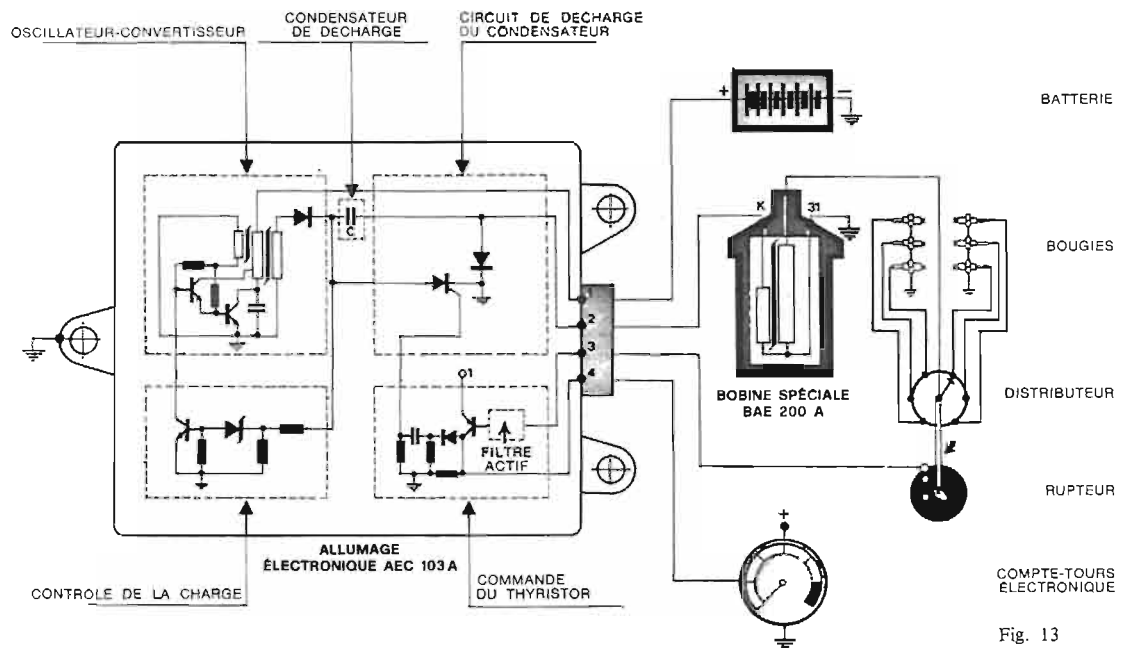 OSCILLATEUR-CONVERTISSEUR
CONDENSATEUR
DE DECHARGE
CIRCUIT DE DECHARGE
DU CONDENSATEUR
+
−
BATTERIE
C
K
31
BOUGIES
1
2
3
4
BOBINE SPÉCIALE
BAE 200 A
DISTRIBUTEUR
1
FILTRE
ACTIF
RUPTEUR
ALLUMAGE
ÉLECTRONIQUE AEC 103 A
+
CONTROLE DE LA CHARGE
COMMANDE
DU THYRISTOR
COMPTE-TOURS
ÉLECTRONIQUE
Fig. 13